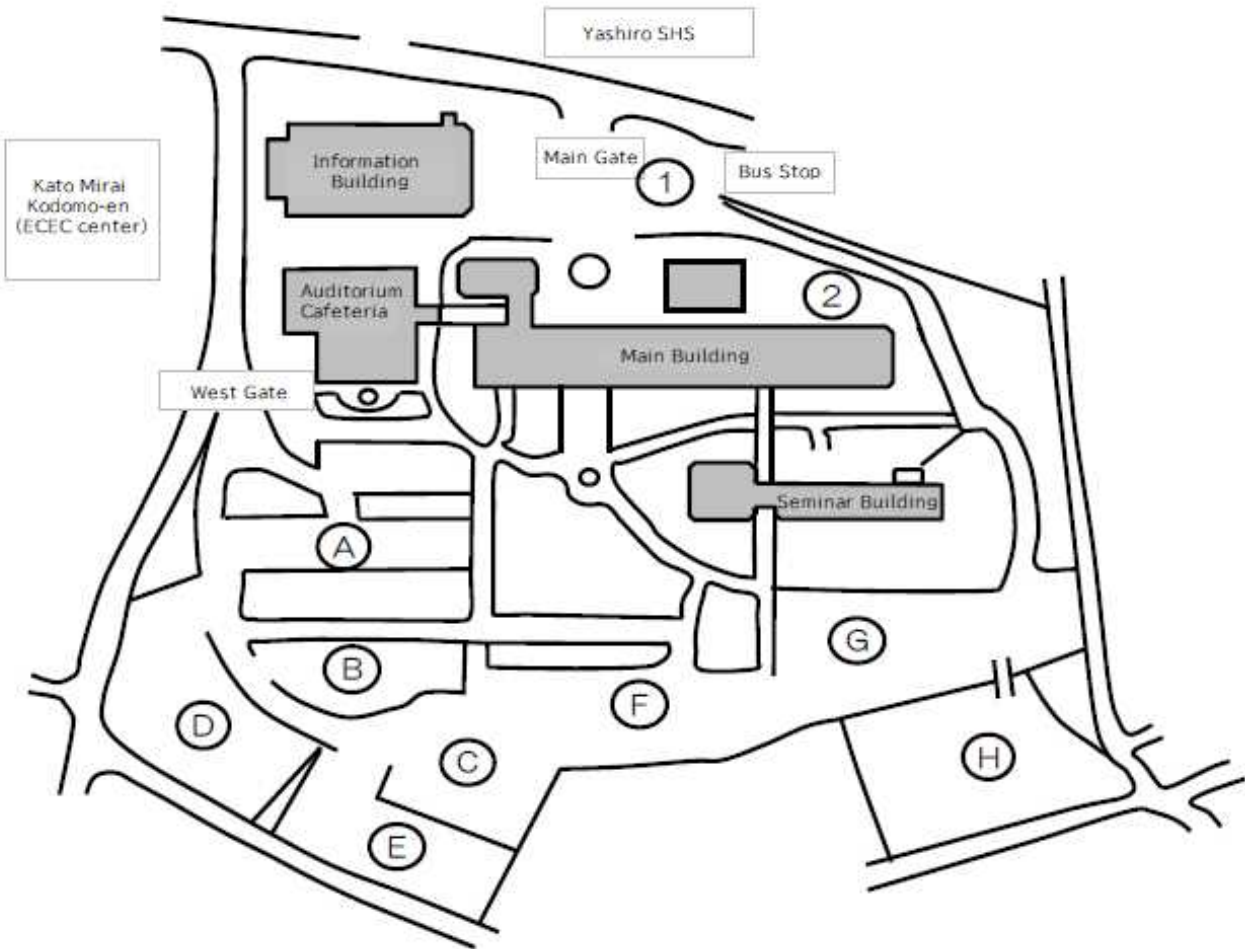 Yashiro SHS
Main Gate
1
Bus Stop
Information
Building
Kato Mirai
Kodomo-en
(ECEC center)
2
Auditorium
Cafeteria
Main Building
West Gate
Seminar Building
A
B
G
D
F
C
H
E